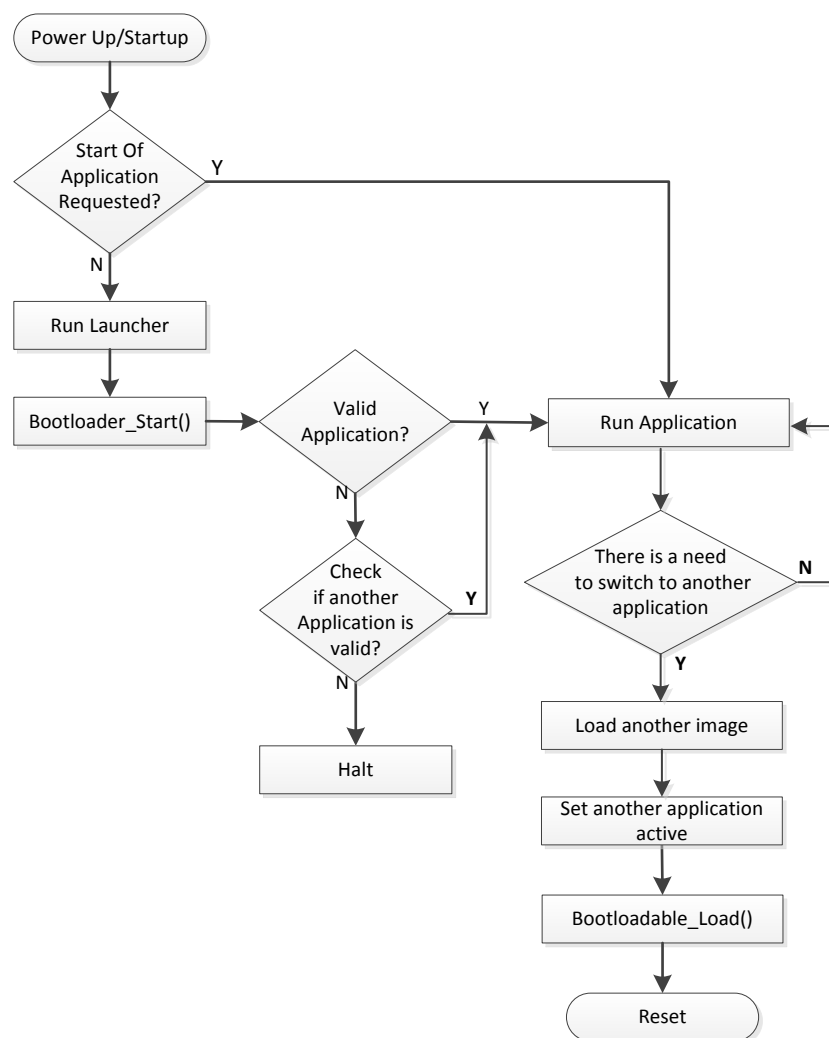 Power Up/Startup
Start Of
Application
Requested?
Y
N
Run Launcher
Bootloader_Start()
Valid
Application?
Y
N
Check
if another
Application is
valid?
Y
N
Halt
Run Application
There is a need
to switch to another
application
N
Y
Load another image
Set another application
active
Bootloadable_Load()
Reset